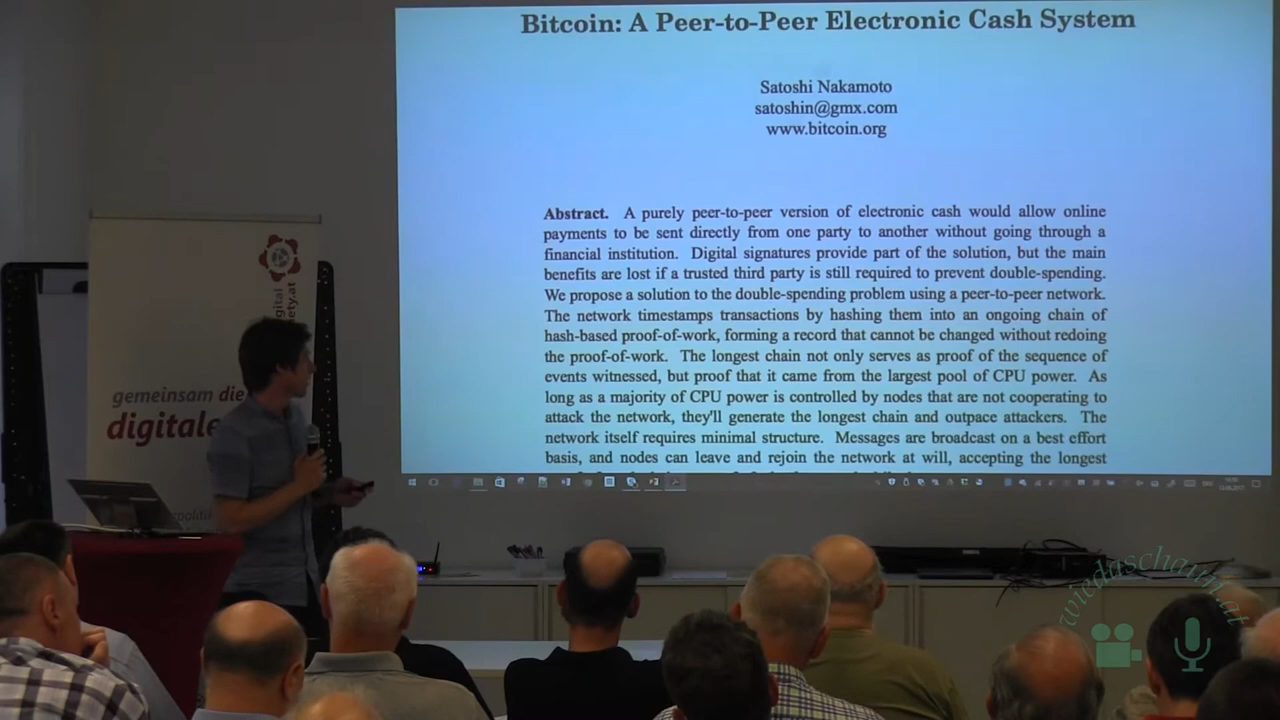 Bitcoin: A Peer-to-Peer Electronic Cash System
Satoshi Nakamoto
satoshin@gmx.com
www.bitcoin.org
Abstract. A purely peer-to-peer version of electronic cash would allow online
payments to be sent directly from one party to another without going through a
financial institution. Digital signatures provide part of the solution, but the main
benefits are lost if a trusted third party is still required to prevent double-spending.
We propose a solution to the double-spending problem using a peer-to-peer network.
The network timestamps transactions by hashing them into an ongoing chain of
hash-based proof-of-work, forming a record that cannot be changed without redoing
the proof-of-work. The longest chain not only serves as proof of the sequence of
events witnessed, but proof that it came from the largest pool of CPU power. As
long as a majority of CPU power is controlled by nodes that are not cooperating to
attack the network, they'll generate the longest chain and outpace attackers. The
network itself requires minimal structure. Messages are broadcast on a best effort
basis, and nodes can leave and rejoin the network at will, accepting the longest
gemeinsam die
digitale
wiedaschaun.at